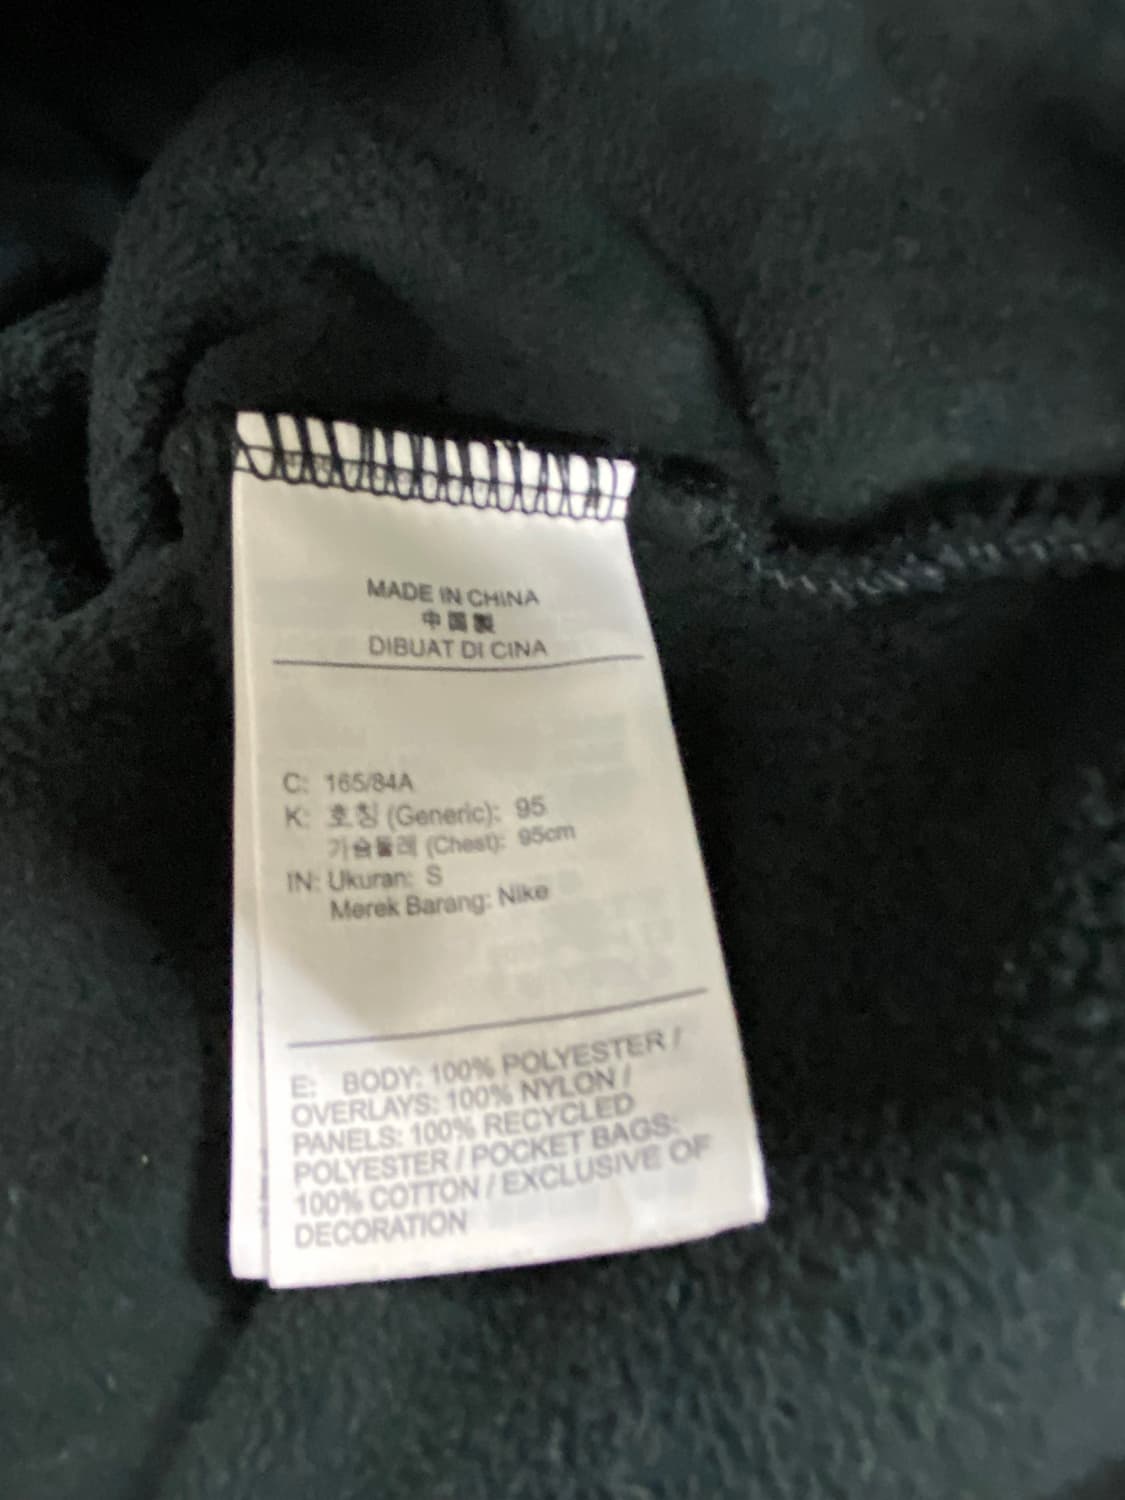 MADE IN CHINA
中国製
DIBUAT DI CINA
C: 165/84A
K: 호칭 (Generic): 95
가슴둘레 (Chest): 95cm
IN: Ukuran: S
Merek Barang: Nike
E: BODY: 100% POLYESTER /
OVERLAYS: 100% NYLON /
PANELS: 100% RECYCLED
POLYESTER / POCKET BAGS:
100% COTTON / EXCLUSIVE OF
DECORATION